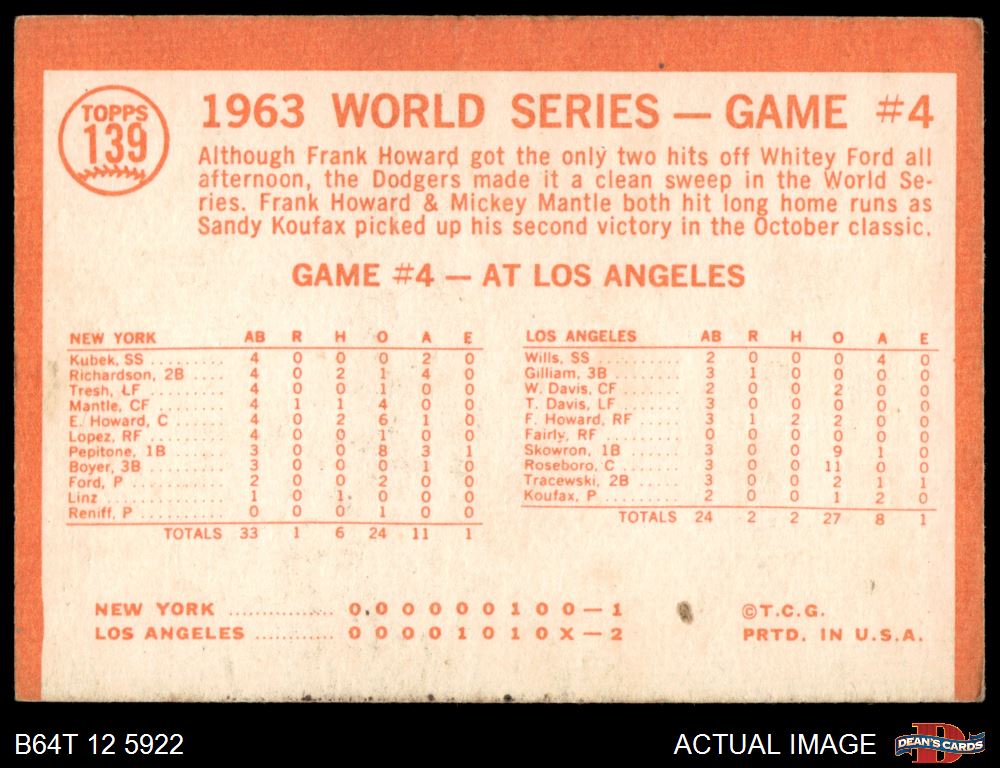 TOPPS
139
1963 WORLD SERIES — GAME #4
Although Frank Howard got the only two hits off Whitey Ford all
afternoon, the Dodgers made it a clean sweep in the World Se-
ries. Frank Howard & Mickey Mantle both hit long home runs as
Sandy Koufax picked up his second victory in the October classic.
GAME #4 — AT LOS ANGELES
NEW YORK AB R H O A E
Kubek, SS ......... 4 0 0 0 2 0
Richardson, 2B .... 4 0 2 1 4 0
Tresh, LF ......... 4 0 0 1 0 0
Mantle, CF ........ 4 1 1 4 0 0
E. Howard, C ...... 4 0 2 6 1 0
Lopez, RF ......... 4 0 0 1 0 0
Pepitone, 1B ...... 3 0 0 8 3 1
Boyer, 3B ......... 3 0 0 0 1 0
Ford, P ........... 2 0 0 2 0 0
Linz .............. 1 0 1 0 0 0
Reniff, P ......... 0 0 0 1 0 0
TOTALS 33 1 6 24 11 1
LOS ANGELES AB R H O A E
Wills, SS ......... 2 0 0 0 4 0
Gilliam, 3B ....... 3 1 0 0 0 0
W. Davis, CF ...... 2 0 0 2 0 0
T. Davis, LF ...... 3 0 0 0 0 0
F. Howard, RF ..... 3 1 2 2 0 0
Fairly, RF ........ 0 0 0 0 0 0
Skowron, 1B ....... 3 0 0 9 1 0
Roseboro, C ....... 3 0 0 11 0 0
Tracewski, 2B ..... 3 0 0 2 1 1
Koufax, P ......... 2 0 0 1 2 0
TOTALS 24 2 2 27 8 1
NEW YORK ............ 0 0 0 0 0 0 1 0 0 — 1
LOS ANGELES ......... 0 0 0 0 1 0 1 0 X — 2
©T.C.G.
PRTD. IN U.S.A.
B64T 12 5922
ACTUAL IMAGE
D
DEAN'S CARDS